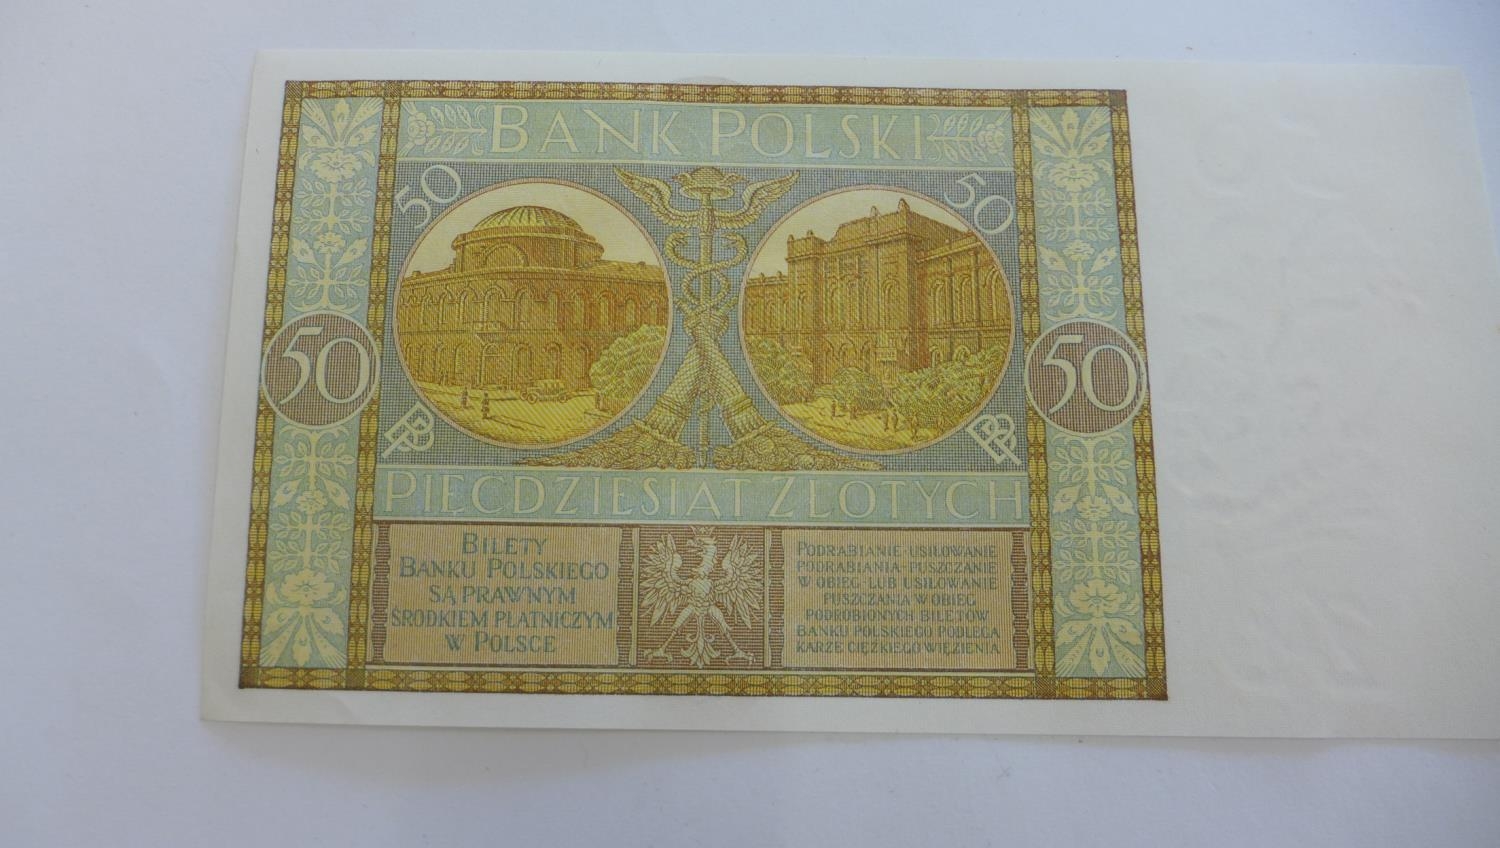 BANK POLSKI
50 50
50 50
PIĘCDZIESIĄT ZŁOTYCH
BILETY
BANKU POLSKIEGO
SĄ PRAWNYM
ŚRODKIEM PŁATNICZYM
W POLSCE
PODRABIANIE·USIŁOWANIE
PODRABIANIA·PUSZCZANIE
W OBIEG·LUB USIŁOWANIE
PUSZCZANIA W OBIEG
PODROBIONYCH BILETÓW
BANKU POLSKIEGO PODLEGA
KARZE CIĘŻKIEGO WIĘZIENIA